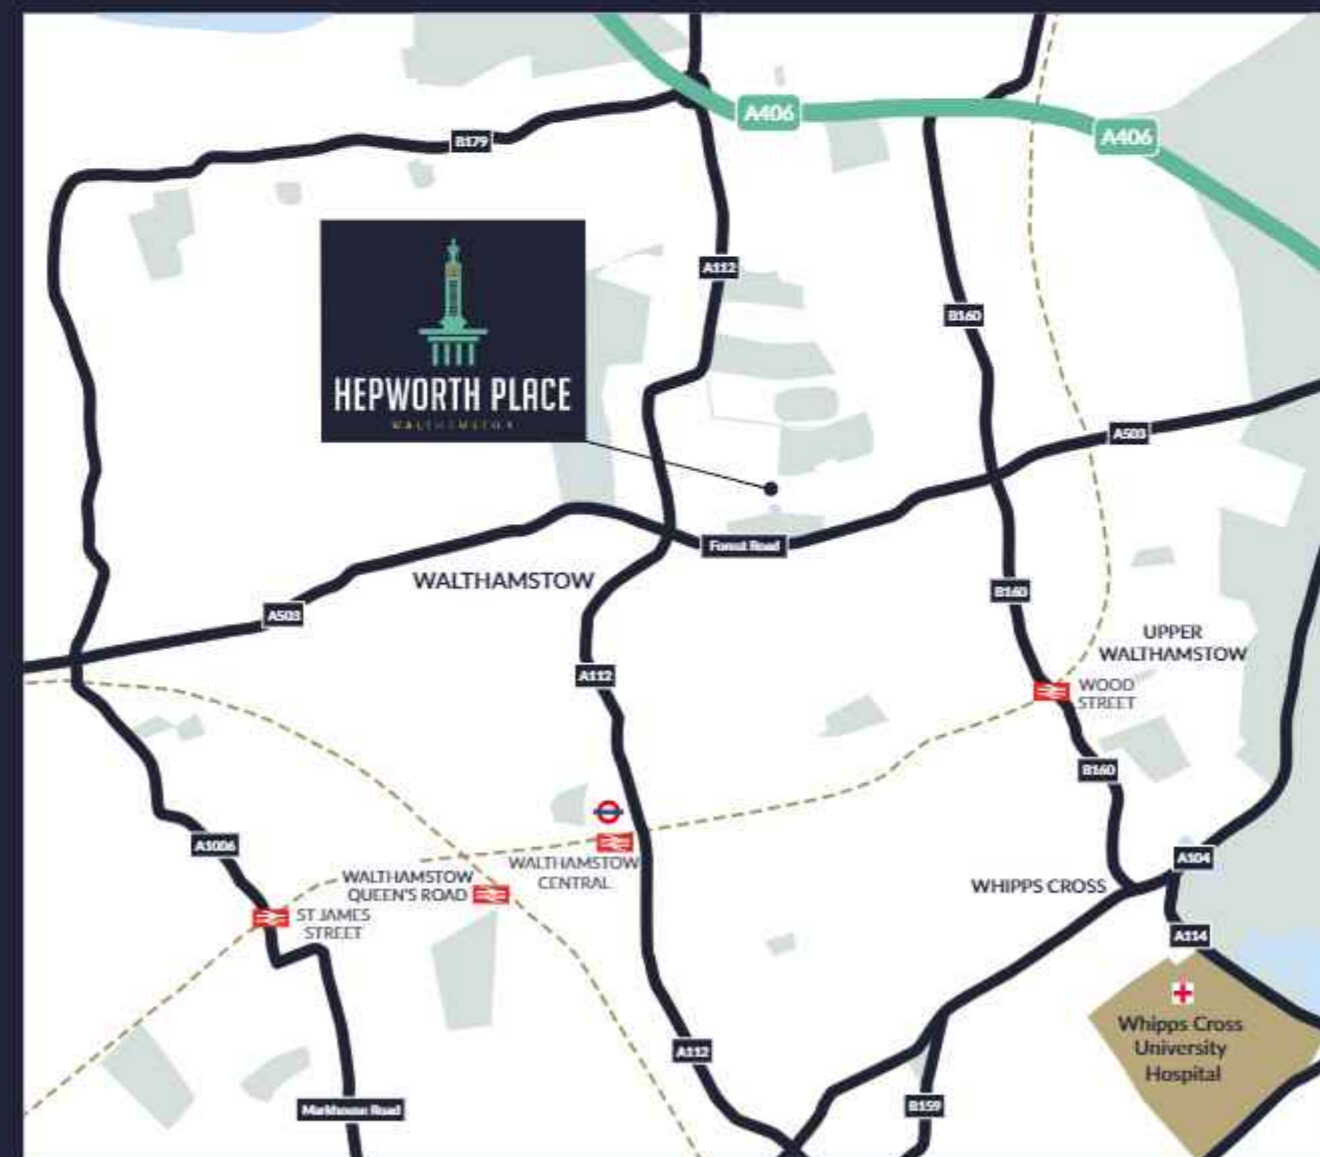 A406
A406
B179
A112
B160
HEPWORTH PLACE
WALTHAMSTOW
A503
Forest Road
WALTHAMSTOW
B160
A503
UPPER
WALTHAMSTOW
A112
WOOD
STREET
B160
A1006
WALTHAMSTOW
CENTRAL
A104
WALTHAMSTOW
QUEEN'S ROAD
WHIPPS CROSS
ST JAMES
STREET
A114
Whipps Cross
University
Hospital
A112
B159
Markhouse Road